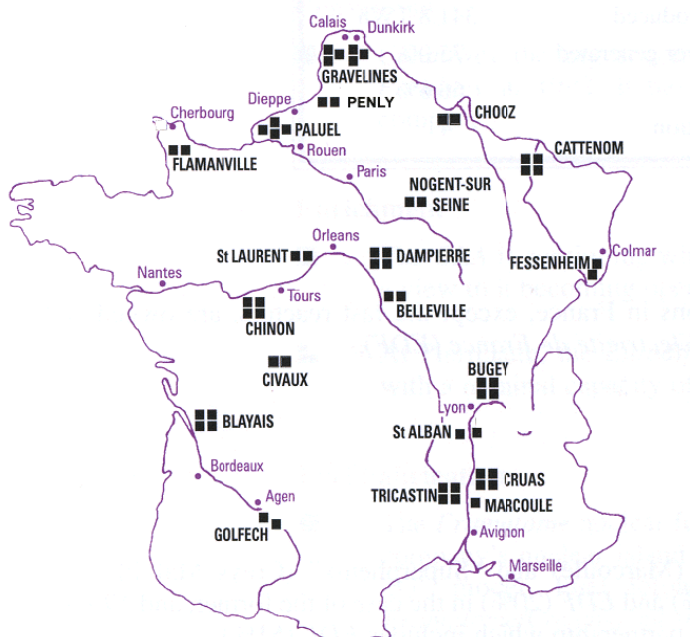 Calais
Dunkirk
GRAVELINES
PENLY
Dieppe
CHOOZ
Cherbourg
PALUEL
Rouen
CATTENOM
FLAMANVILLE
Paris
NOGENT-SUR
SEINE
Orleans
St LAURENT
DAMPIERRE
Colmar
FESSENHEIM
Nantes
Tours
BELLEVILLE
CHINON
CIVAUX
BUGEY
Lyon
BLAYAIS
St ALBAN
Bordeaux
CRUAS
TRICASTIN
Agen
MARCOULE
GOLFECH
Avignon
Marseille